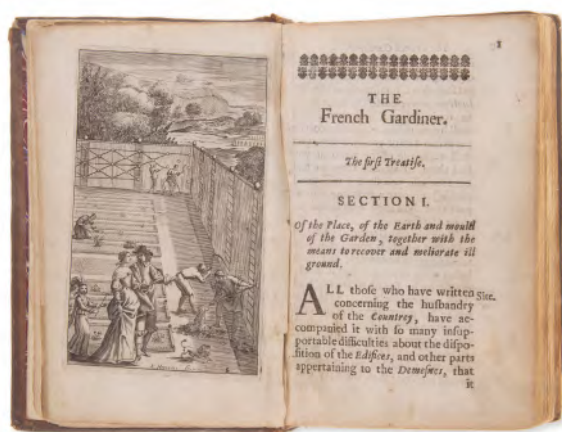 1
THE
French Gardiner.
The first Treatise.
SECTION I.
Of the Place, of the Earth and mould
of the Garden, together with the
means to recover and meliorate ill
ground.
ALL those who have written Site.
concerning the husbandry
of the Countrey, have ac-
companied it with so many insup-
portable difficulties about the dispo-
sition of the Edifices, and other parts
appertaining to the Demesnes, that
it